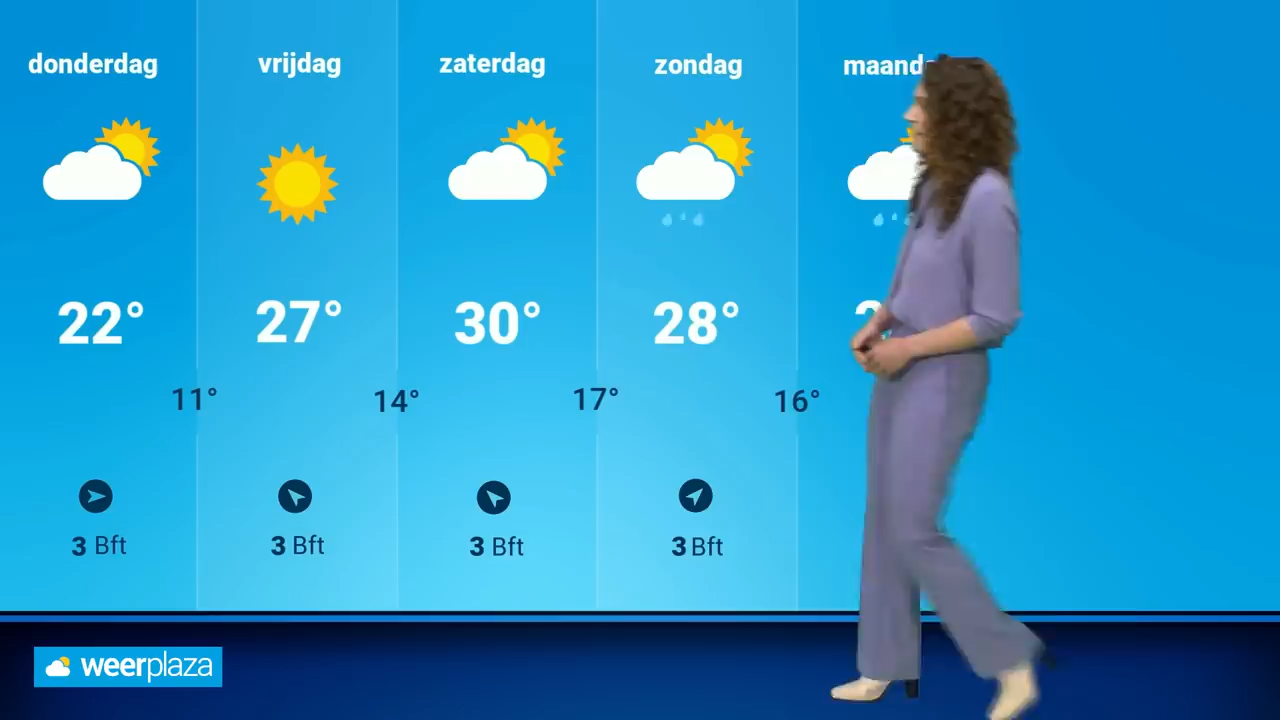 donderdag vrijdag zaterdag zondag
22° 27° 30° 28°
11° 14° 17° 16°
3 Bft 3 Bft 3 Bft 3 Bft
weerplaza